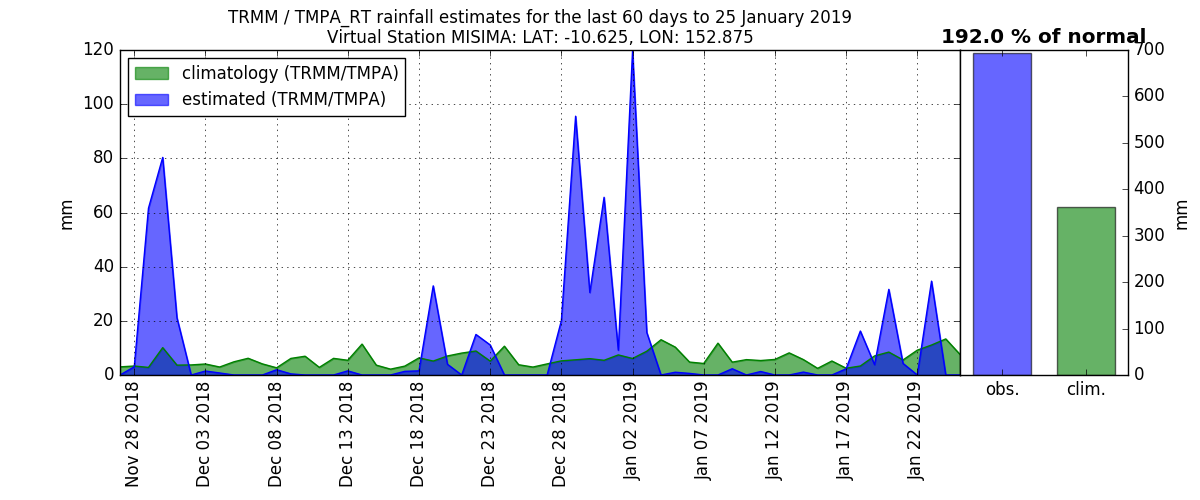 TRMM / TMPA_RT rainfall estimates for the last 60 days to 25 January 2019
Virtual Station MISIMA: LAT: -10.625, LON: 152.875
192.0 % of normal
climatology (TRMM/TMPA)
estimated (TRMM/TMPA)
120
100
80
60
40
20
0
mm
Nov 28 2018
Dec 03 2018
Dec 08 2018
Dec 13 2018
Dec 18 2018
Dec 23 2018
Dec 28 2018
Jan 02 2019
Jan 07 2019
Jan 12 2019
Jan 17 2019
Jan 22 2019
700
600
500
400
300
200
100
0
mm
obs.
clim.